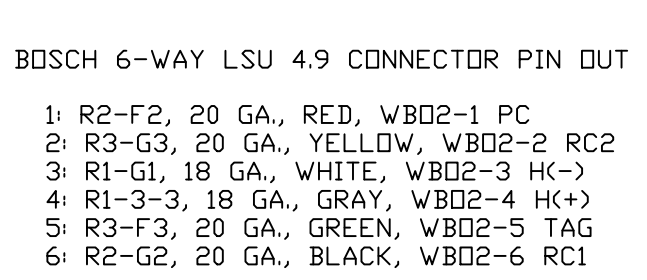 BOSCH 6-WAY LSU 4.9 CONNECTOR PIN OUT
1: R2-F2, 20 GA., RED, WBO2-1 PC
2: R3-G3, 20 GA., YELLOW, WBO2-2 RC2
3: R1-G1, 18 GA., WHITE, WBO2-3 H(-)
4: R1-3-3, 18 GA., GRAY, WBO2-4 H(+)
5: R3-F3, 20 GA., GREEN, WBO2-5 TAG
6: R2-G2, 20 GA., BLACK, WBO2-6 RC1